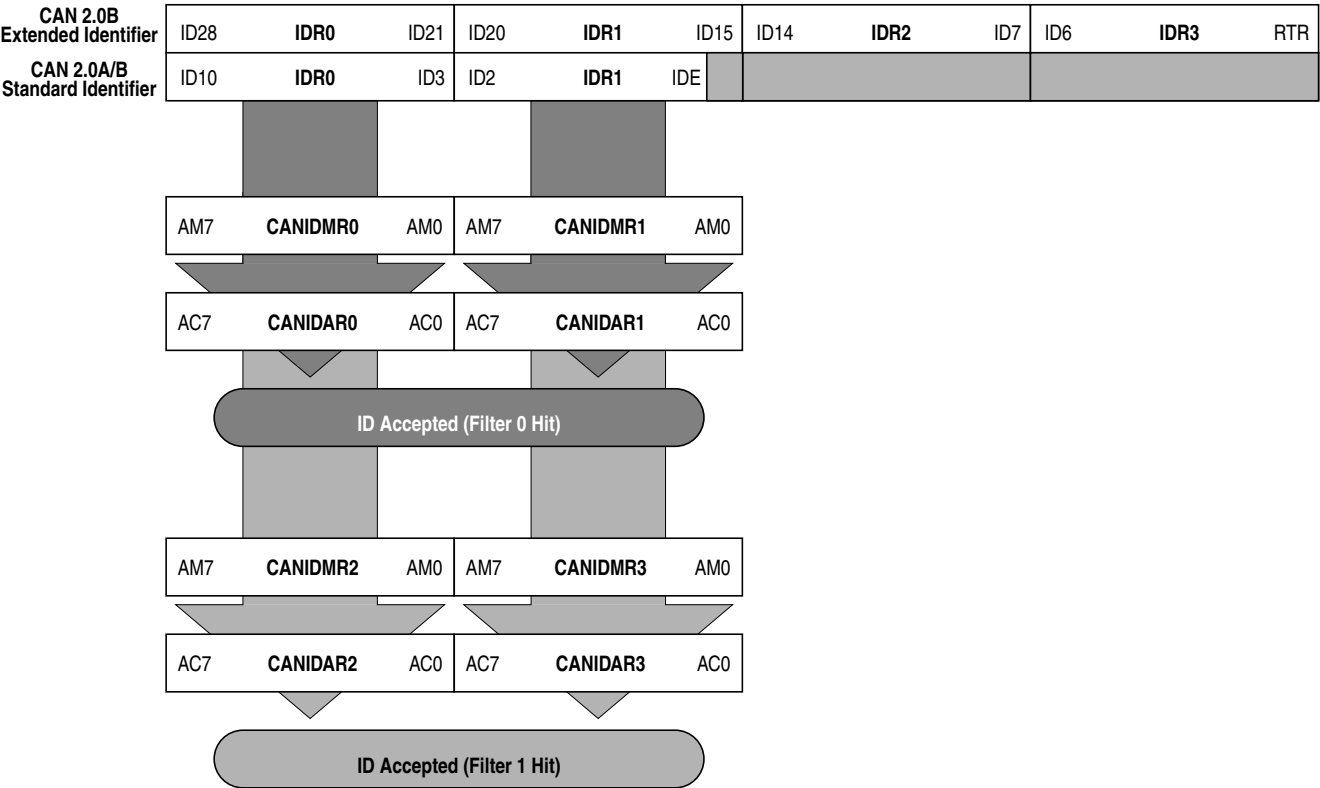 CAN 2.0B
Extended Identifier ID28 IDR0 ID21 ID20 IDR1 ID15 ID14 IDR2 ID7 ID6 IDR3 RTR
CAN 2.0A/B
Standard Identifier ID10 IDR0 ID3 ID2 IDR1 IDE
AM7 CANIDMR0 AM0 AM7 CANIDMR1 AM0
AC7 CANIDAR0 AC0 AC7 CANIDAR1 AC0
ID Accepted (Filter 0 Hit)
AM7 CANIDMR2 AM0 AM7 CANIDMR3 AM0
AC7 CANIDAR2 AC0 AC7 CANIDAR3 AC0
ID Accepted (Filter 1 Hit)